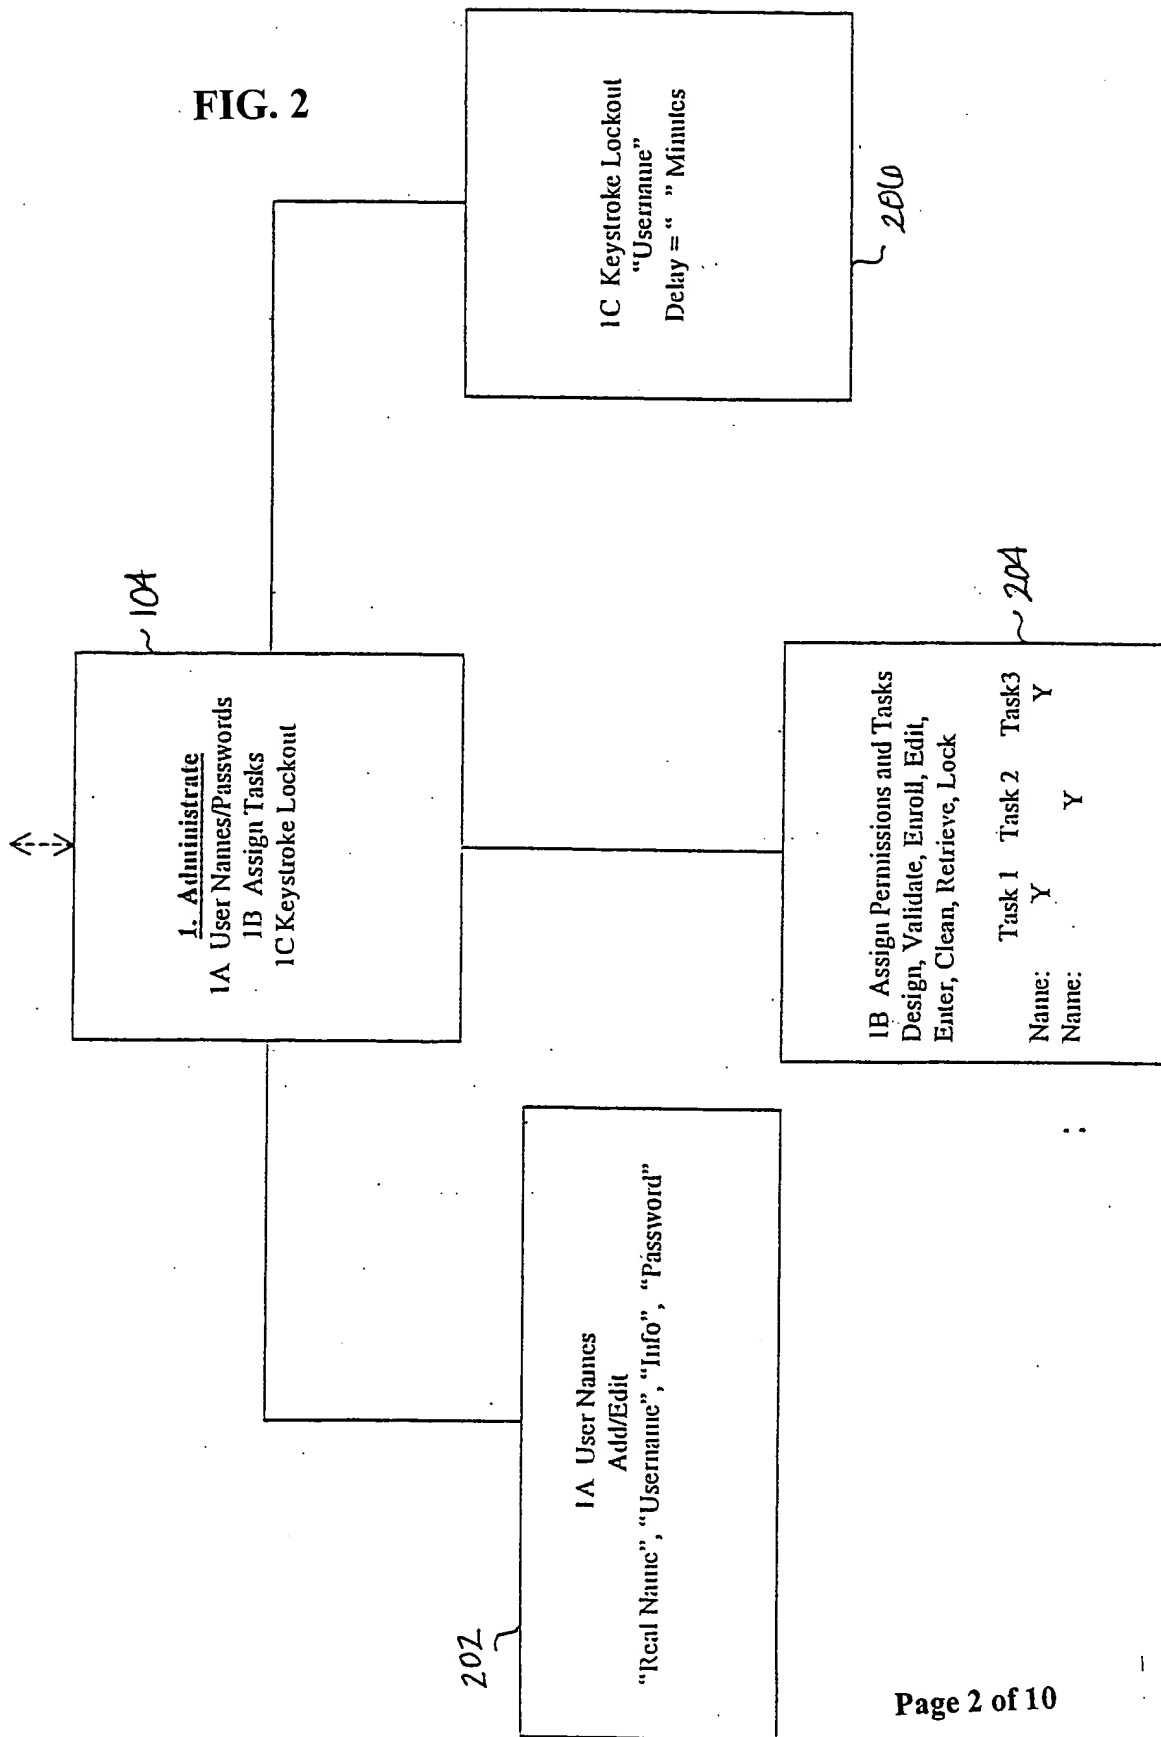 FIG. 2
104
1. Administrate
1A User Names/Passwords
1B Assign Tasks
1C Keystroke Lockout
202
1A User Names
Add/Edit
“Real Name”, “Username”, “Info”, “Password”
204
1B Assign Permissions and Tasks
Design, Validate, Enroll, Edit,
Enter, Clean, Retrieve, Lock
Task 1 Task 2 Task3
Name: Y Y
Name: Y
206
1C Keystroke Lockout
“Username”
Delay = “ ” Minutes
Page 2 of 10